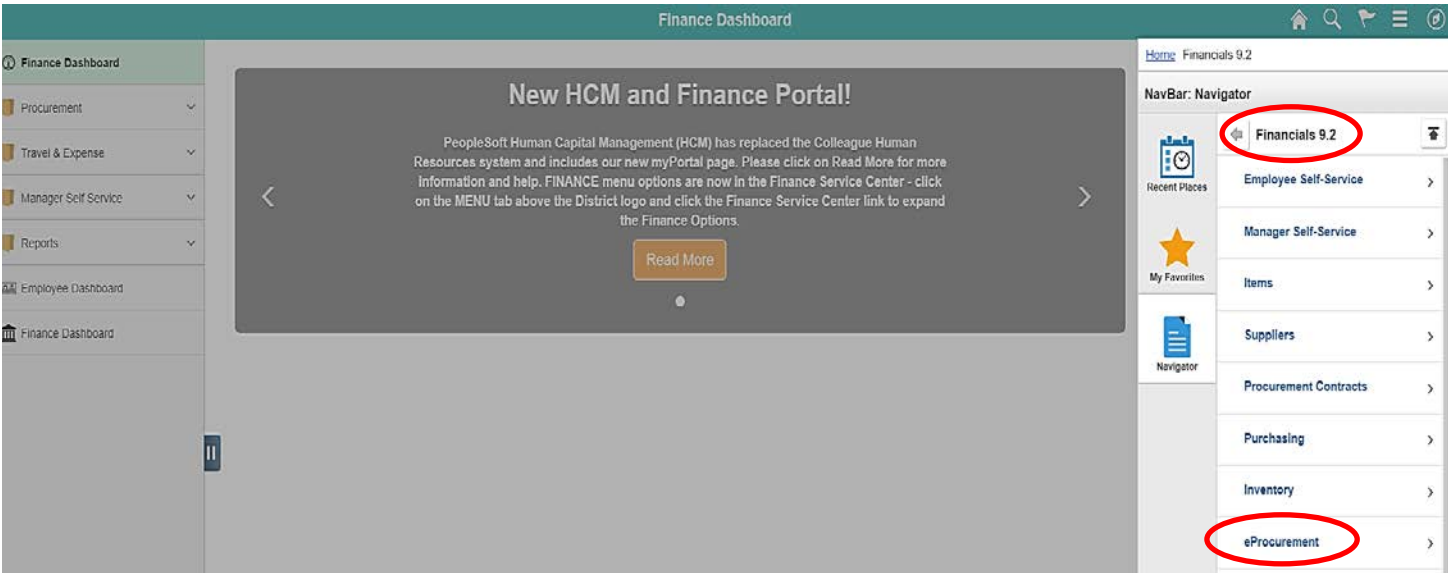 Finance Dashboard
Finance Dashboard
Procurement
Travel & Expense
Manager Self Service
Reports
Employee Dashboard
Finance Dashboard
New HCM and Finance Portal!
PeopleSoft Human Capital Management (HCM) has replaced the Colleague Human
Resources system and includes our new myPortal page. Please click on Read More for more
information and help. FINANCE menu options are now in the Finance Service Center - click
on the MENU tab above the District logo and click the Finance Service Center link to expand
the Finance Options.
Read More
Home Financials 9.2
NavBar: Navigator
Recent Places
My Favorites
Navigator
Financials 9.2
Employee Self-Service
Manager Self-Service
Items
Suppliers
Procurement Contracts
Purchasing
Inventory
eProcurement